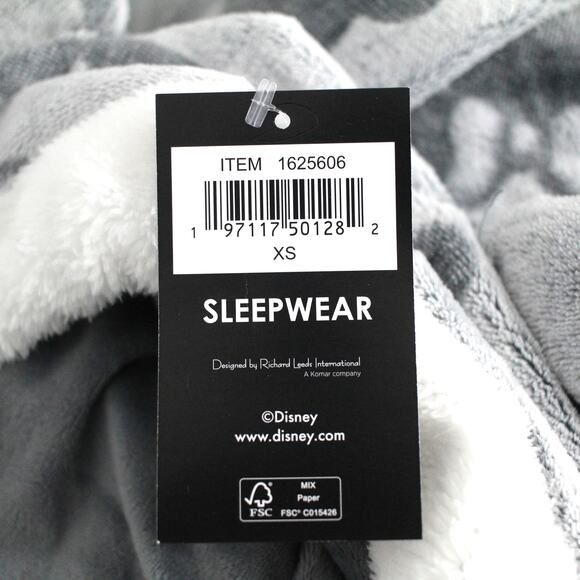 ITEM 1625606
1 97117 50128 2
XS
SLEEPWEAR
Designed by Richard Leeds International
A Komar company
©Disney
www.disney.com
MIX
Paper
FSC FSC® C015426